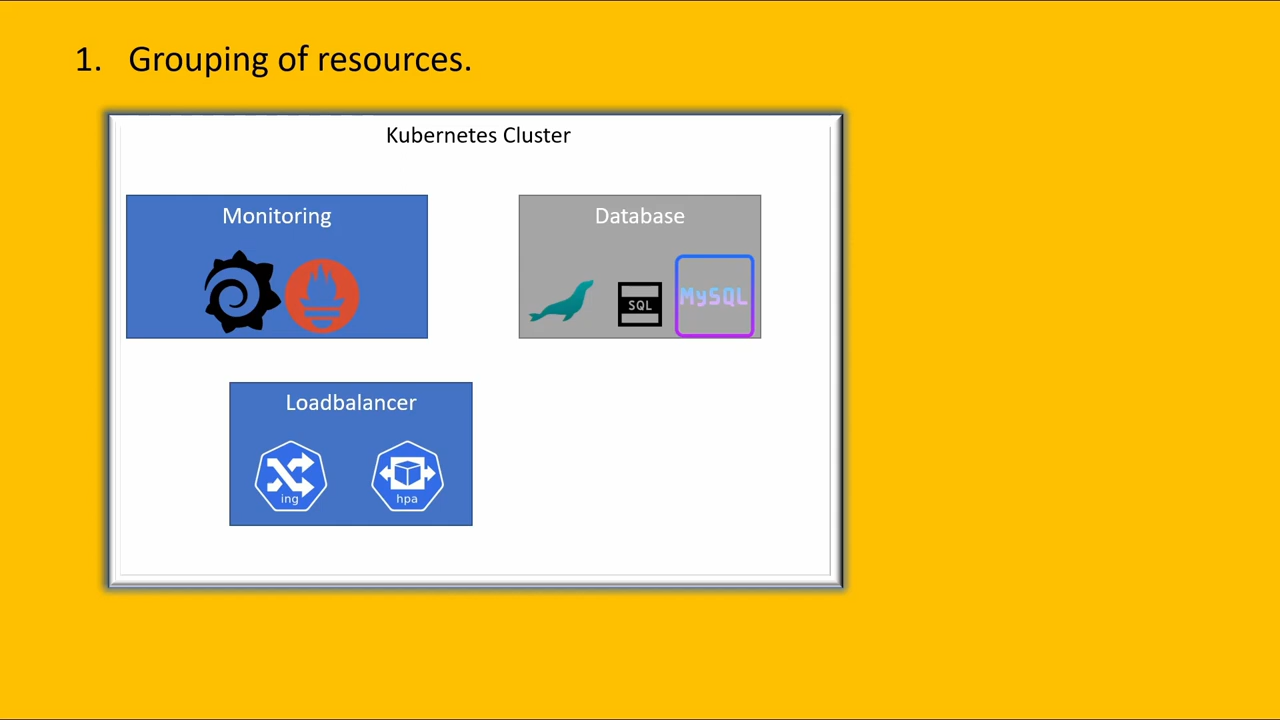 1. Grouping of resources.
Kubernetes Cluster
Monitoring
Database
SQL
MySQL
Loadbalancer
ing
hpa